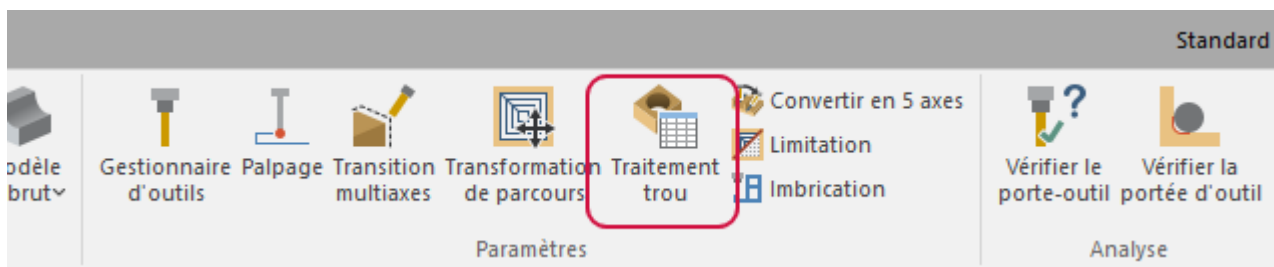 Standard
odèle
brut
Gestionnaire
d'outils
Palpage
Transition
multiaxes
Transformation
de parcours
Traitement
trou
Convertir en 5 axes
Limitation
Imbrication
Paramètres
?
Vérifier le
porte-outil
Vérifier la
portée d'outil
Analyse